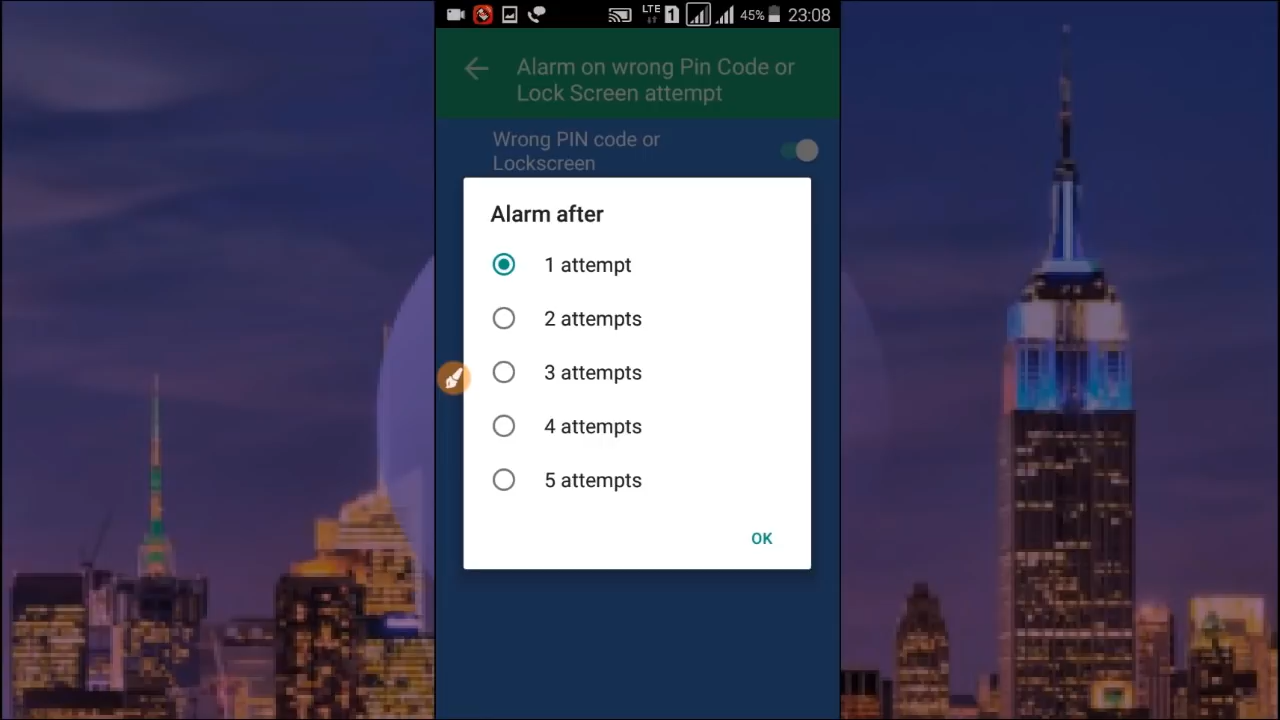 LTE 1 45% 23:08
Alarm on wrong Pin Code or
Lock Screen attempt
Wrong PIN code or
Lockscreen
Alarm after
1 attempt
2 attempts
3 attempts
4 attempts
5 attempts
OK